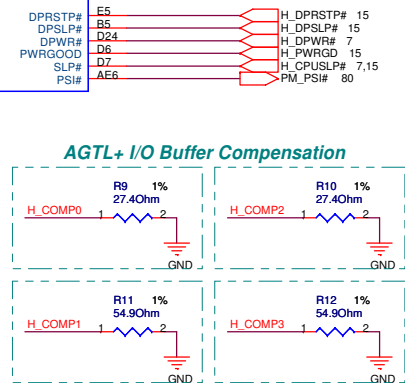 DPRSTP# E5 H_DPRSTP# 15
DPSLP# B5 H_DPSLP# 15
DPWR# D24 H_DPWR# 7
PWRGOOD D6 H_PWRGD 15
SLP# D7 H_CPUSLP# 7,15
PSI# AE6 PM_PSI# 80
AGTL+ I/O Buffer Compensation
R9 1%
27.4Ohm
H_COMP0 1 2
GND
R10 1%
27.4Ohm
H_COMP2 1 2
GND
R11 1%
54.9Ohm
H_COMP1 1 2
GND
R12 1%
54.9Ohm
H_COMP3 1 2
GND